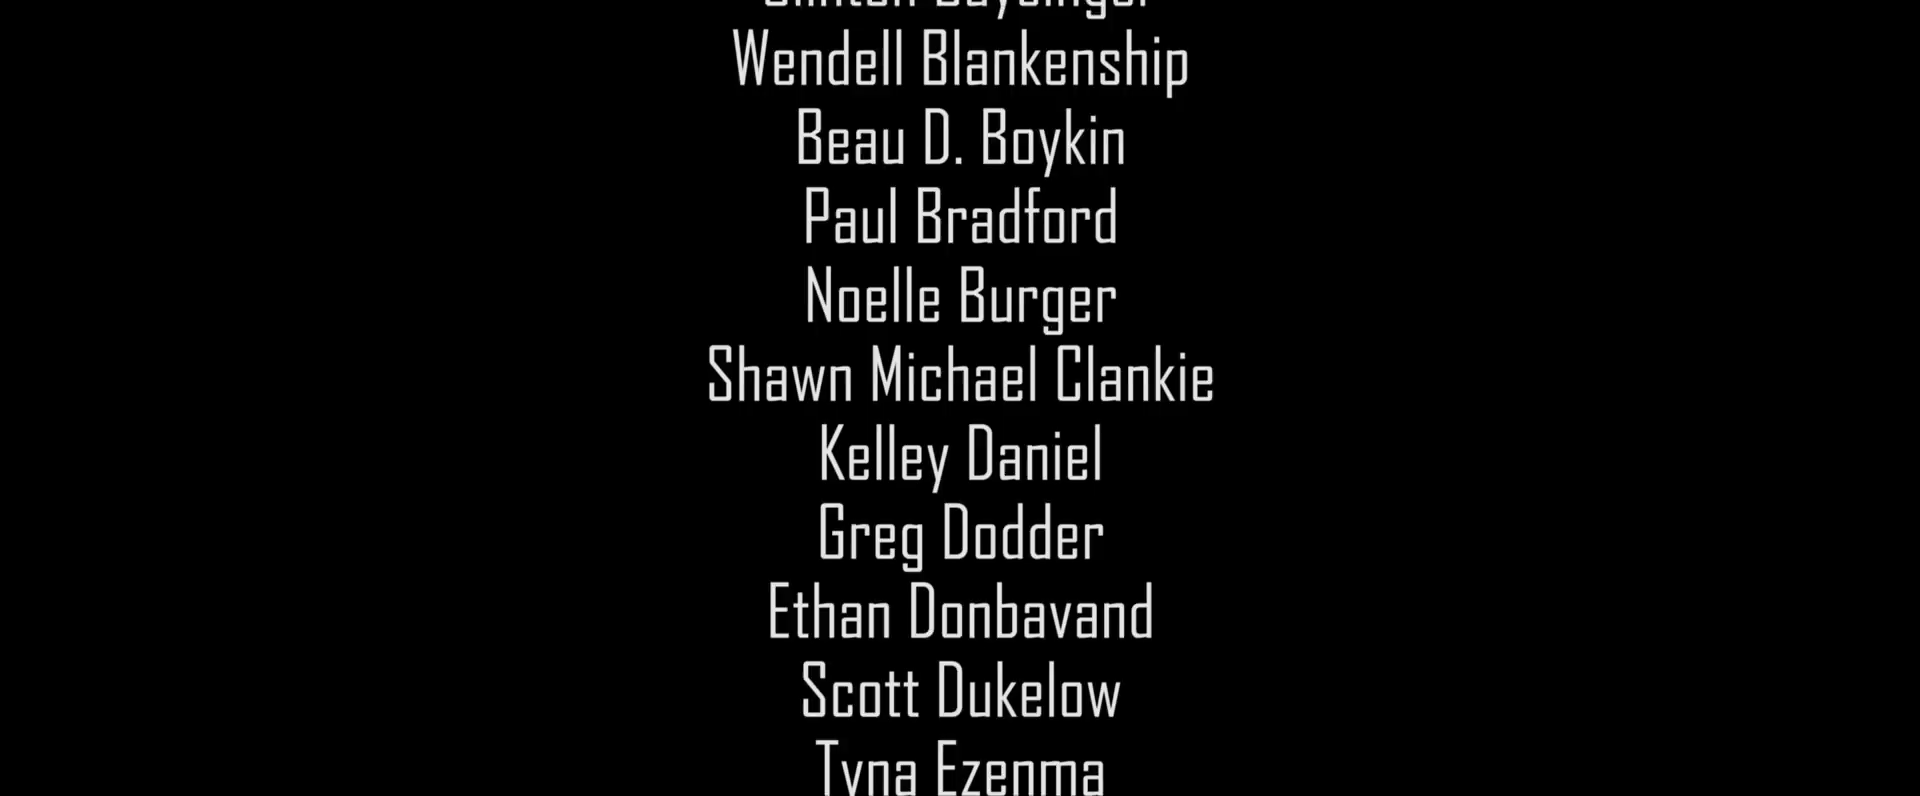 Wendell Blankenship
Beau D. Boykin
Paul Bradford
Noelle Burger
Shawn Michael Clankie
Kelley Daniel
Greg Dodder
Ethan Donbavand
Scott Dukelow
Tyna Ezenma